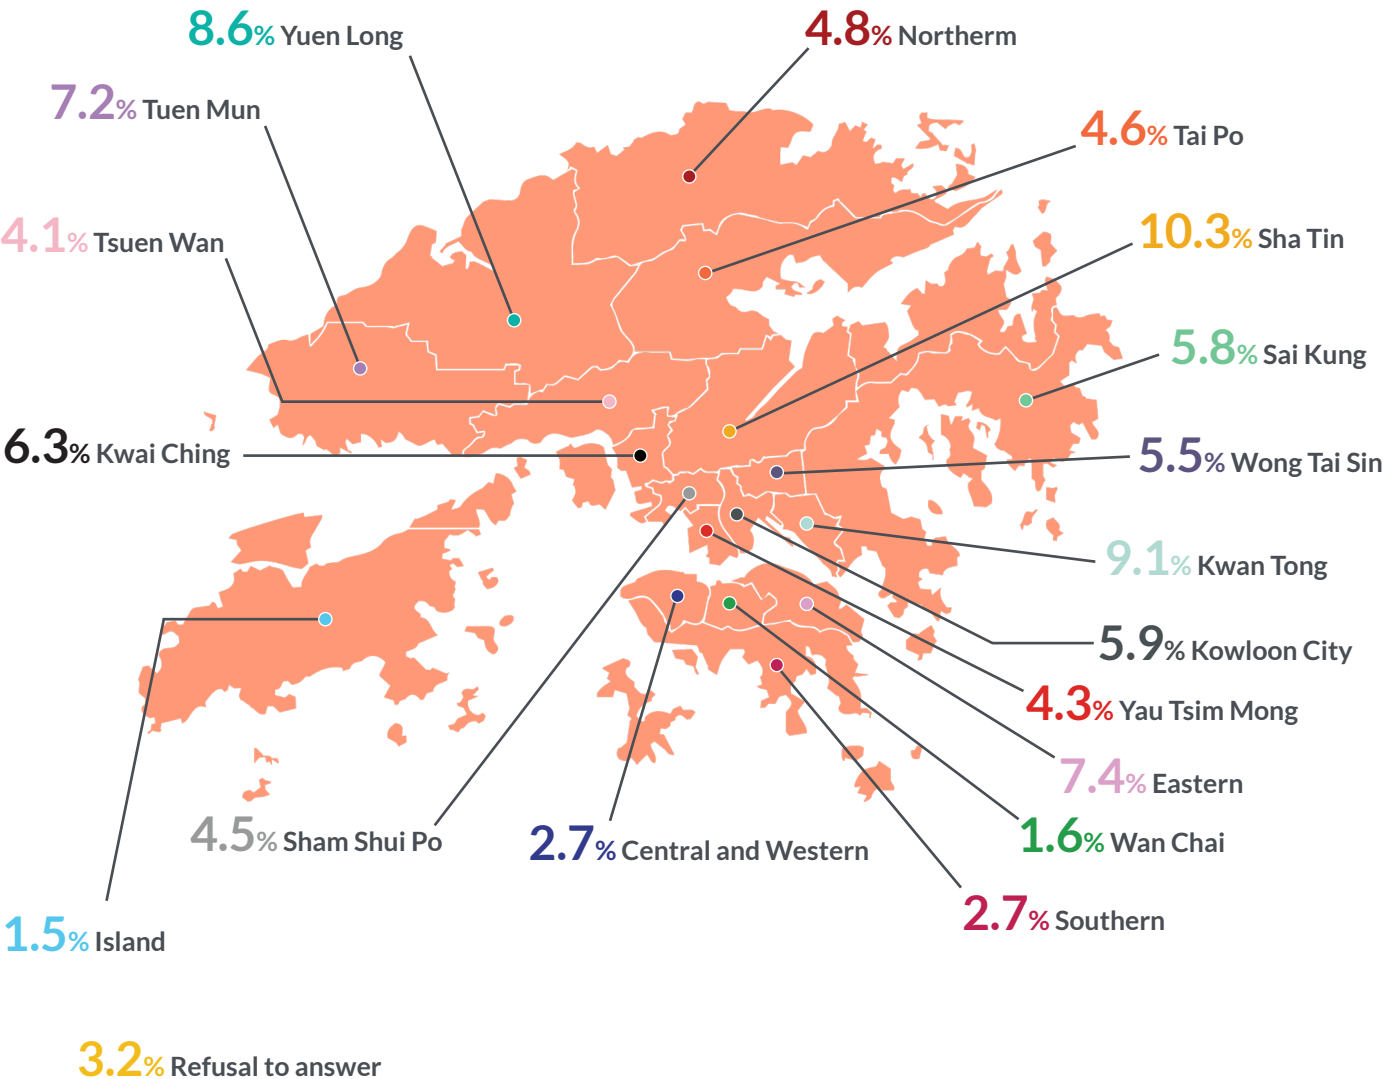 8.6% Yuen Long
4.8% Northerm
7.2% Tuen Mun
4.6% Tai Po
4.1% Tsuen Wan
10.3% Sha Tin
5.8% Sai Kung
6.3% Kwai Ching
5.5% Wong Tai Sin
9.1% Kwan Tong
5.9% Kowloon City
4.3% Yau Tsim Mong
7.4% Eastern
4.5% Sham Shui Po
2.7% Central and Western
1.6% Wan Chai
2.7% Southern
1.5% Island
3.2% Refusal to answer